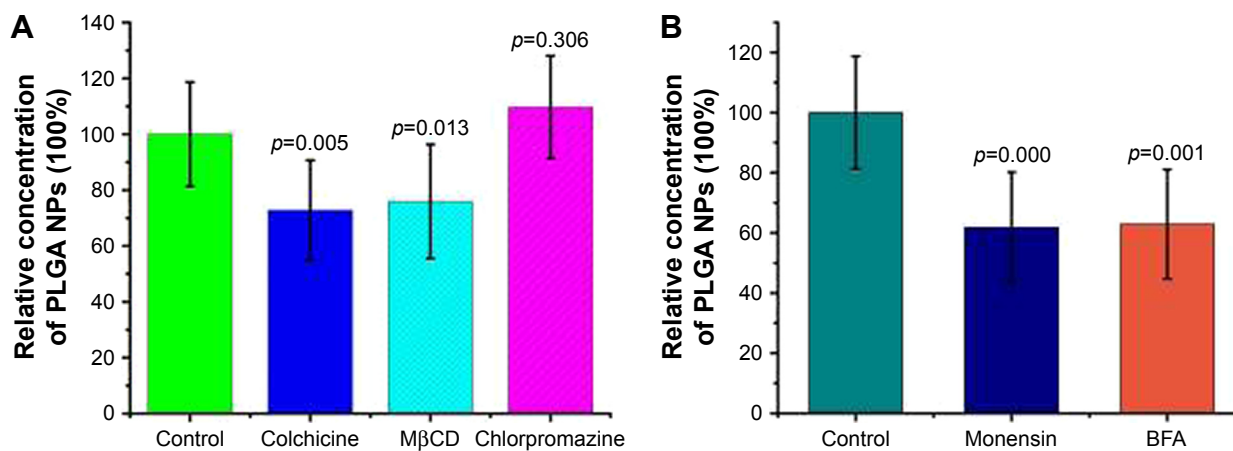 A
Relative concentration
of PLGA NPs (100%)
140
120
100
80
60
40
20
0
p=0.005
p=0.013
p=0.306
Control Colchicine MβCD Chlorpromazine
B
Relative concentration
of PLGA NPs (100%)
120
100
80
60
40
20
0
p=0.000
p=0.001
Control Monensin BFA